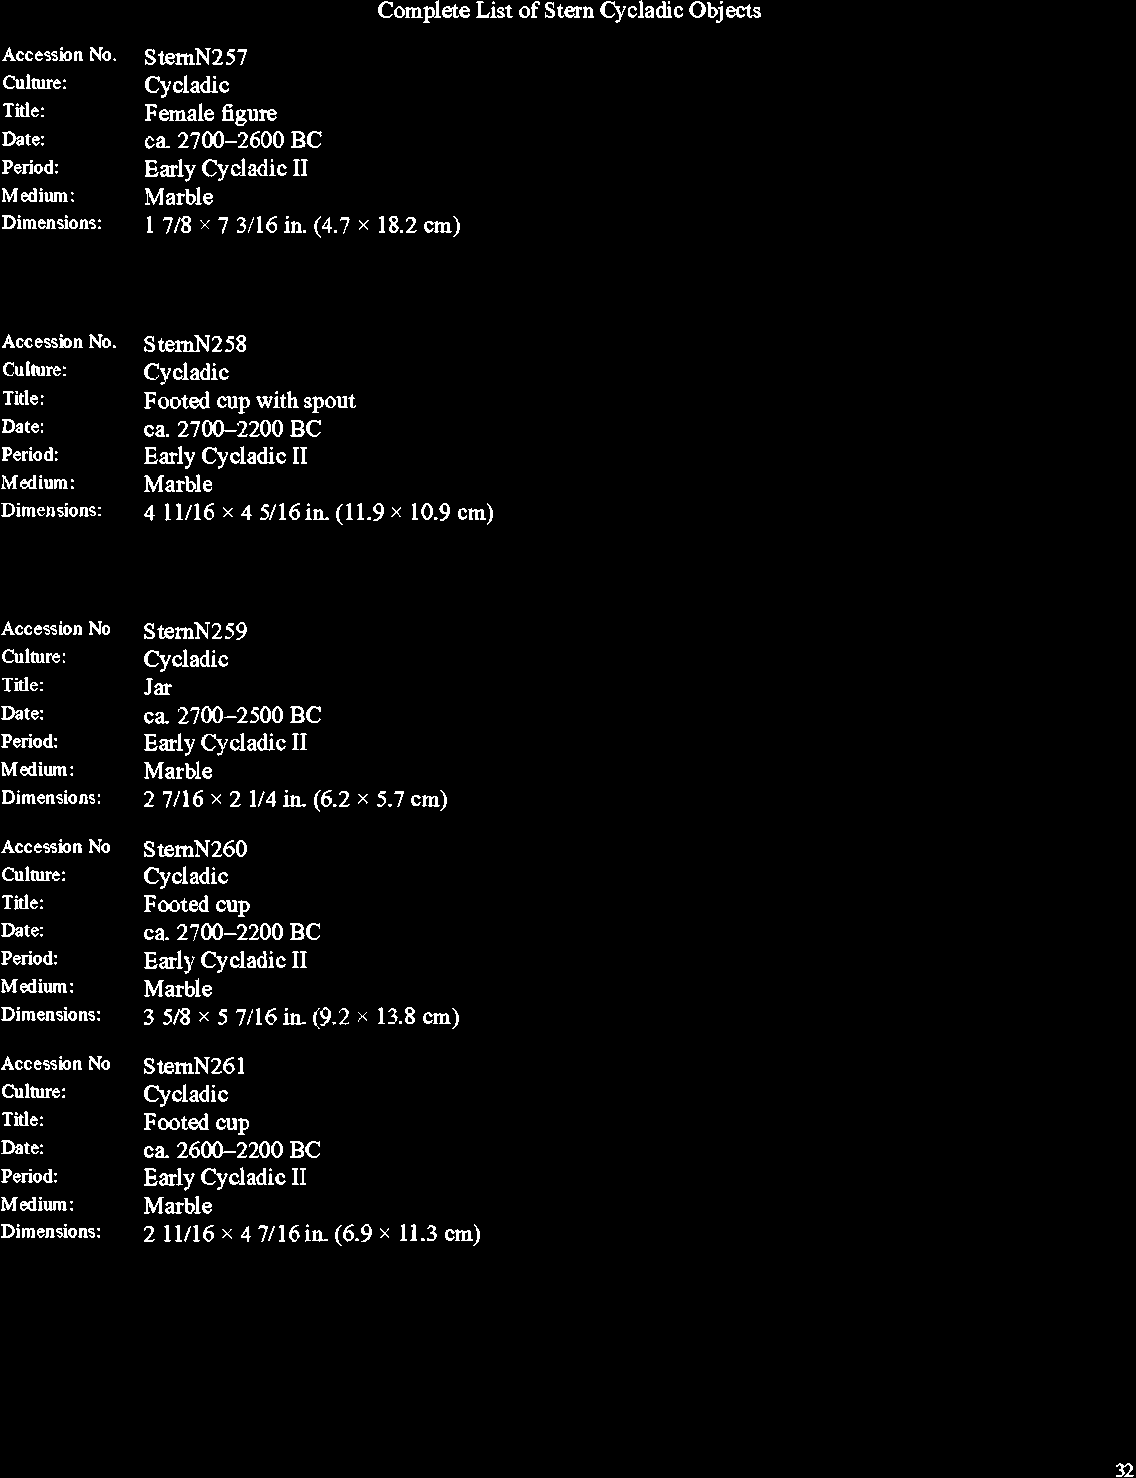 Complete List of Stern Cycladic Objects
Accession No. SternN257
Culture: Cycladic
Title: Female figure
Date: ca. 2700–2600 BC
Period: Early Cycladic II
Medium: Marble
Dimensions: 1 7/8 × 7 3/16 in. (4.7 × 18.2 cm)
Accession No. SternN258
Culture: Cycladic
Title: Footed cup with spout
Date: ca. 2700–2200 BC
Period: Early Cycladic II
Medium: Marble
Dimensions: 4 11/16 × 4 5/16 in. (11.9 × 10.9 cm)
Accession No SternN259
Culture: Cycladic
Title: Jar
Date: ca. 2700–2500 BC
Period: Early Cycladic II
Medium: Marble
Dimensions: 2 7/16 × 2 1/4 in. (6.2 × 5.7 cm)
Accession No SternN260
Culture: Cycladic
Title: Footed cup
Date: ca. 2700–2200 BC
Period: Early Cycladic II
Medium: Marble
Dimensions: 3 5/8 × 5 7/16 in. (9.2 × 13.8 cm)
Accession No SternN261
Culture: Cycladic
Title: Footed cup
Date: ca. 2600–2200 BC
Period: Early Cycladic II
Medium: Marble
Dimensions: 2 11/16 × 4 7/16 in. (6.9 × 11.3 cm)
32